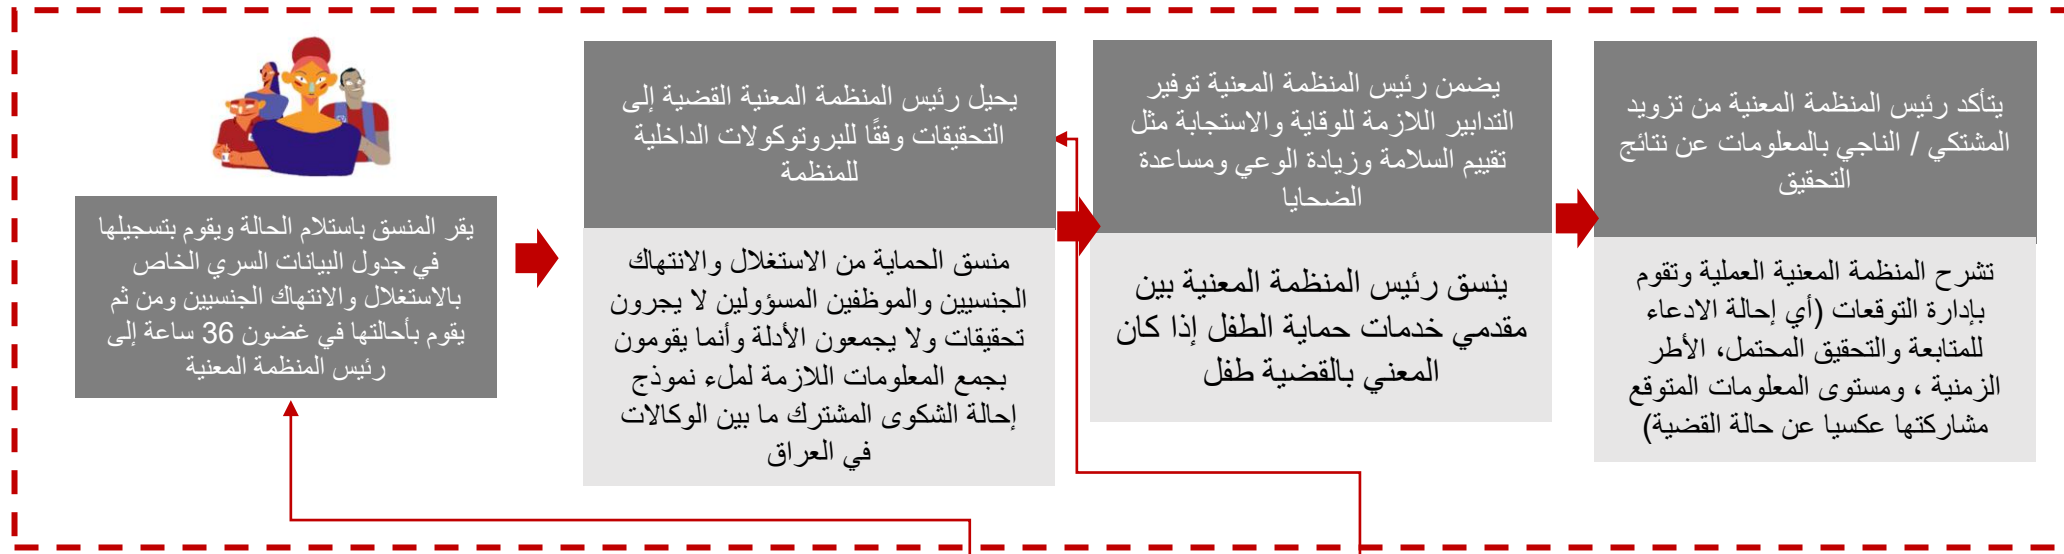 يقر المنسق باستلام الحالة ويقوم بتسجيلها
في جدول البيانات السري الخاص
بالاستغلال والانتهاك الجنسيين ومن ثم
يقوم بأحالتها في غضون 36 ساعة إلى
رئيس المنظمة المعنية
يحيل رئيس المنظمة المعنية القضية إلى
التحقيقات وفقًا للبروتوكولات الداخلية
للمنظمة
منسق الحماية من الاستغلال والانتهاك
الجنسيين والموظفين المسؤولين لا يجرون
تحقيقات ولا يجمعون الأدلة وأنما يقومون
بجمع المعلومات اللازمة لملء نموذج
إحالة الشكوى المشترك ما بين الوكالات
في العراق
يضمن رئيس المنظمة المعنية توفير
التدابير اللازمة للوقاية والاستجابة مثل
تقييم السلامة وزيادة الوعي ومساعدة
الضحايا
ينسق رئيس المنظمة المعنية بين
مقدمي خدمات حماية الطفل إذا كان
المعني بالقضية طفل
يتأكد رئيس المنظمة المعنية من تزويد
المشتكي / الناجي بالمعلومات عن نتائج
التحقيق
تشرح المنظمة المعنية العملية وتقوم
بإدارة التوقعات (أي إحالة الادعاء
للمتابعة والتحقيق المحتمل، الأطر
الزمنية ، ومستوى المعلومات المتوقع
مشاركتها عكسيا عن حالة القضية)